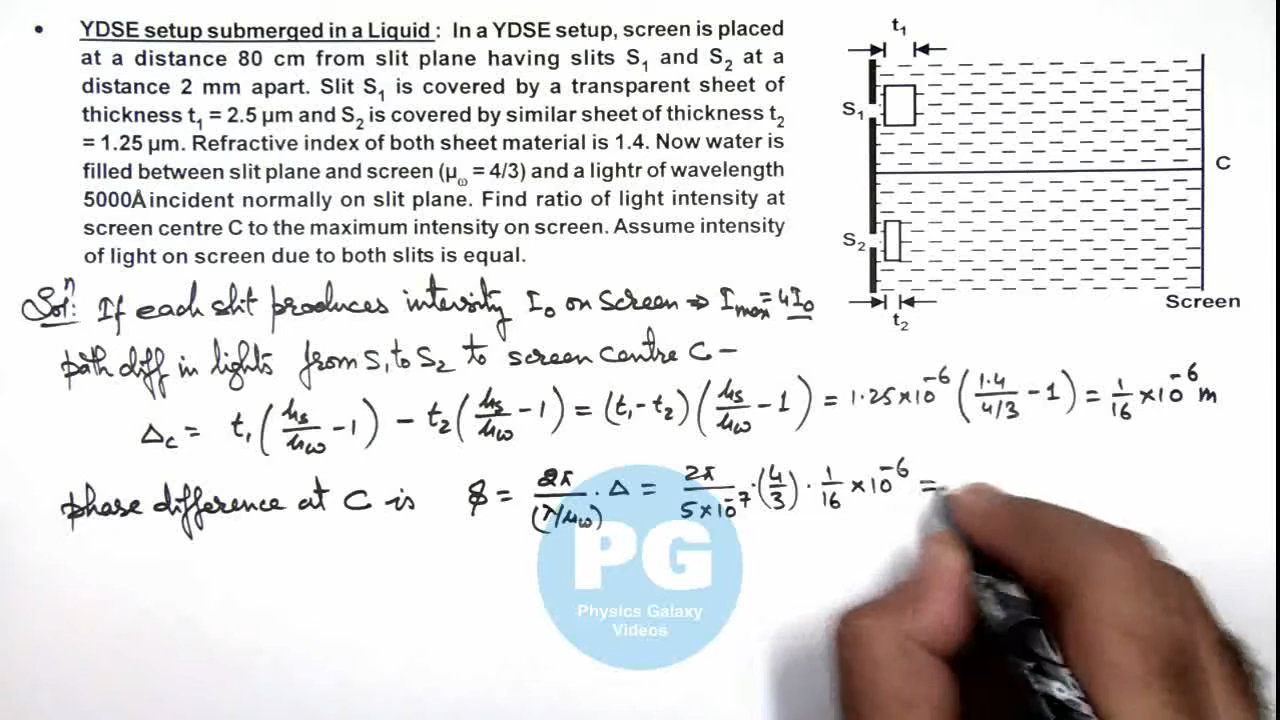 • YDSE setup submerged in a Liquid : In a YDSE setup, screen is placed
at a distance 80 cm from slit plane having slits S₁ and S₂ at a
distance 2 mm apart. Slit S₁ is covered by a transparent sheet of
thickness t₁ = 2.5 µm and S₂ is covered by similar sheet of thickness t₂
= 1.25 µm. Refractive index of both sheet material is 1.4. Now water is
filled between slit plane and screen (µω = 4/3) and a lightr of wavelength
5000Å incident normally on slit plane. Find ratio of light intensity at
screen centre C to the maximum intensity on screen. Assume intensity
of light on screen due to both slits is equal.
t₁
S₁
C
S₂
Screen
t₂
Solⁿ: If each slit produces intensity I₀ on screen ⇒ Imax = 4I₀
path diff in lights from S₁ to S₂ to screen centre C –
Δc = t₁(μs/μω − 1) − t₂(μs/μω − 1) = (t₁−t₂)(μs/μω − 1) = 1.25×10⁻⁶(1.4/4/3 − 1) = 1/16 × 10⁻⁶ m
phase difference at C is ϕ = 2π/(λ/μω) · Δ = 2π/5×10⁻⁷ · (4/3) · 1/16 × 10⁻⁶ =
PG
Physics Galaxy
Videos